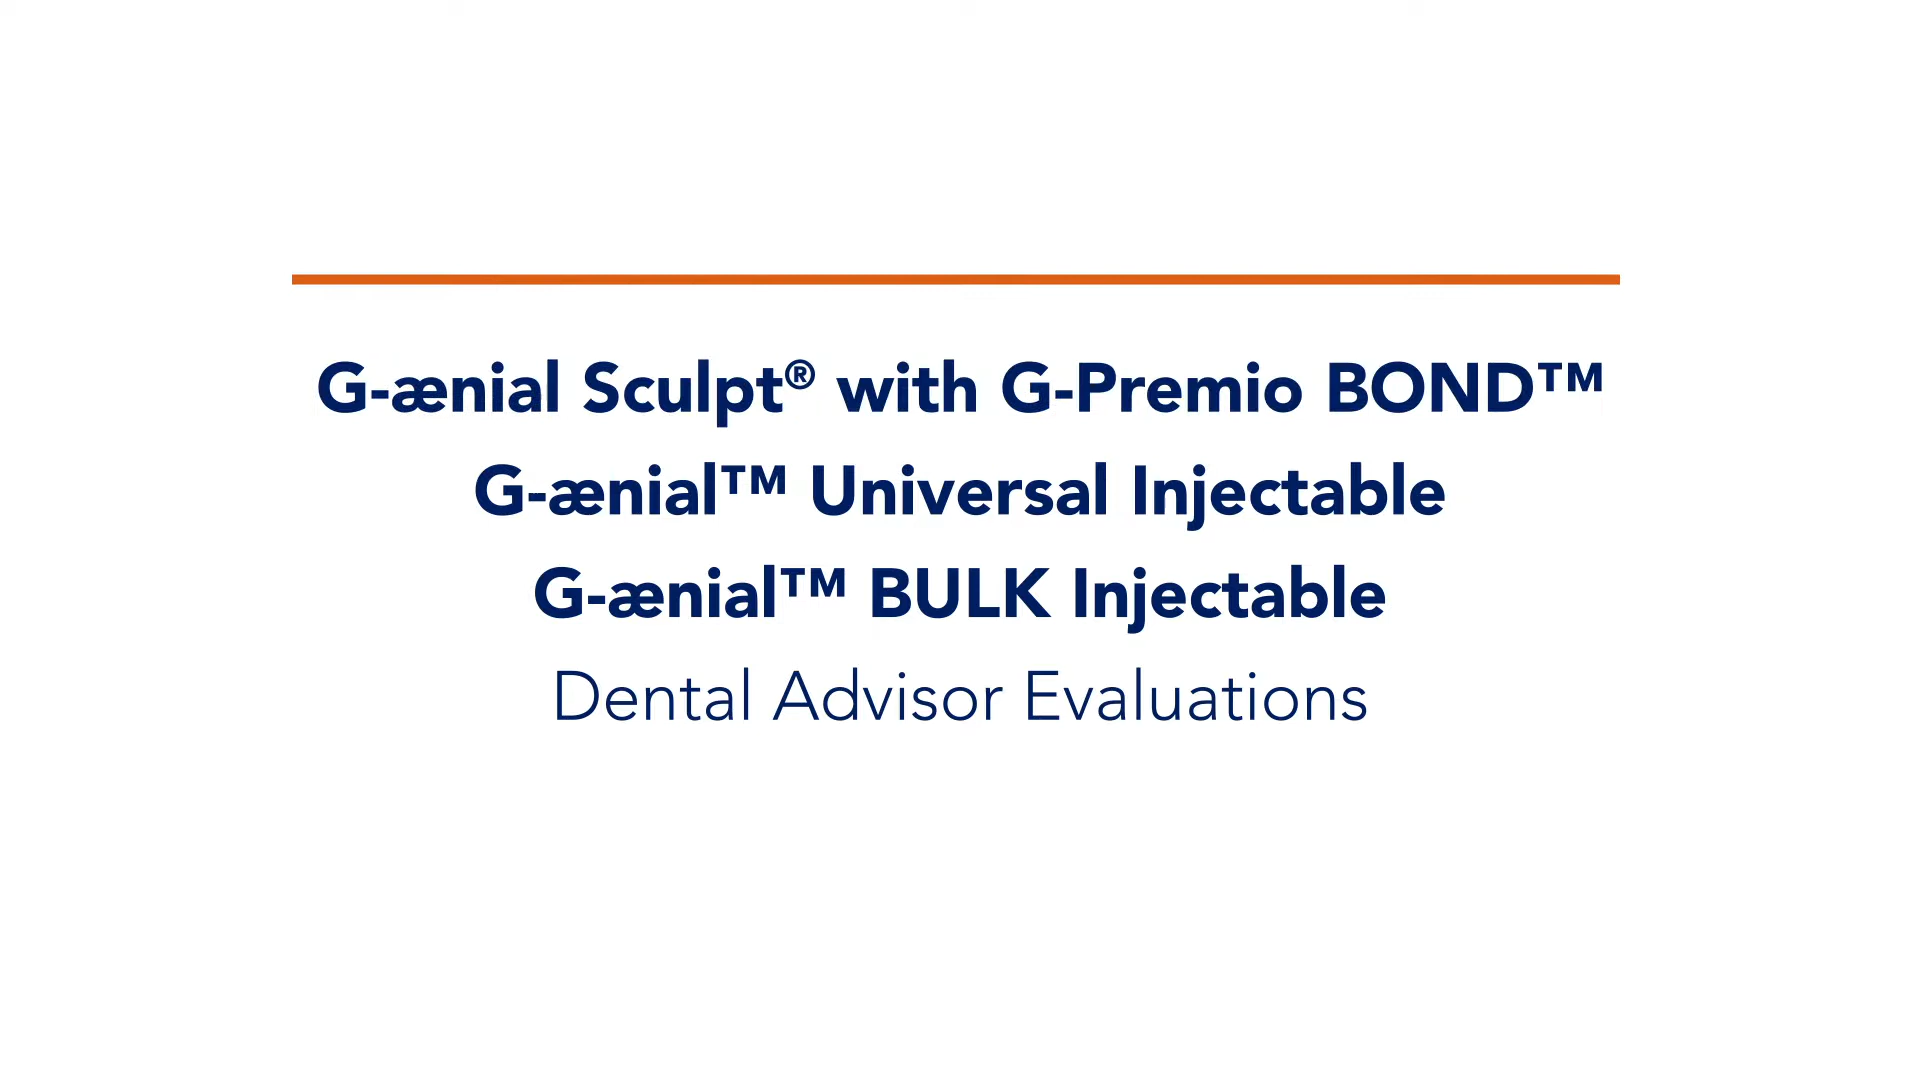 G-ænial Sculpt® with G-Premio BOND™
G-ænial™ Universal Injectable
G-ænial™ BULK Injectable
Dental Advisor Evaluations